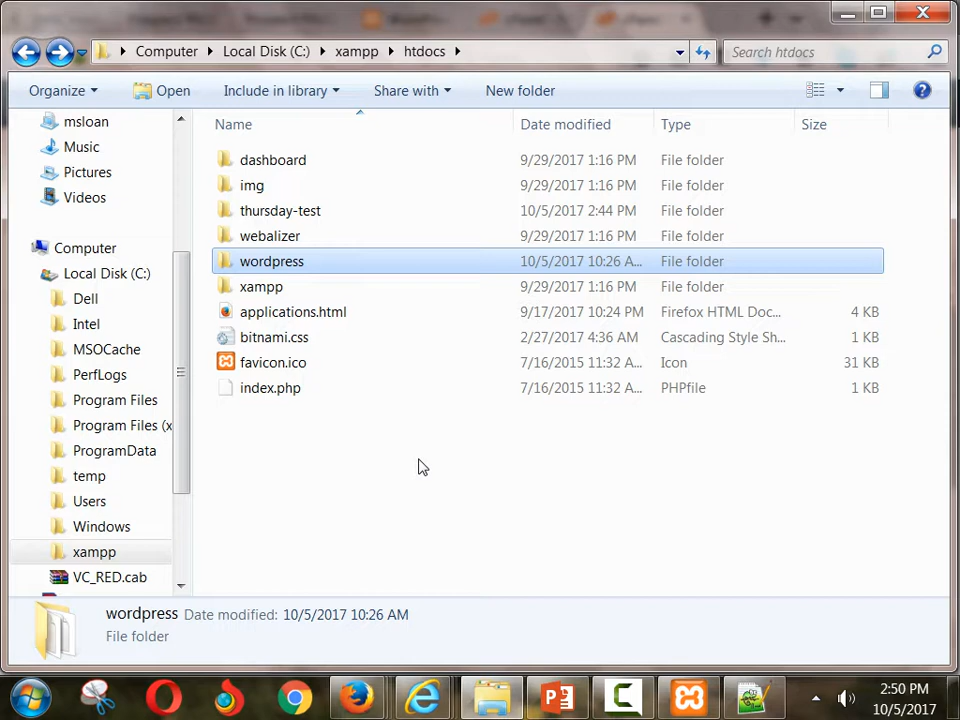 Computer Local Disk (C:) xampp htdocs Search htdocs
Organize Open Include in library Share with New folder
Name Date modified Type Size
msloan
Music
Pictures
Videos
Computer
Local Disk (C:)
Dell
Intel
MSOCache
PerfLogs
Program Files
Program Files (x
ProgramData
temp
Users
Windows
xampp
VC_RED.cab
dashboard 9/29/2017 1:16 PM File folder
img 9/29/2017 1:16 PM File folder
thursday-test 10/5/2017 2:44 PM File folder
webalizer 9/29/2017 1:16 PM File folder
wordpress 10/5/2017 10:26 A... File folder
xampp 9/29/2017 1:16 PM File folder
applications.html 9/17/2017 10:24 PM Firefox HTML Doc... 4 KB
bitnami.css 2/27/2017 4:36 AM Cascading Style Sh... 1 KB
favicon.ico 7/16/2015 11:32 A... Icon 31 KB
index.php 7/16/2015 11:32 A... PHPfile 1 KB
wordpress Date modified: 10/5/2017 10:26 AM
File folder
2:50 PM
10/5/2017